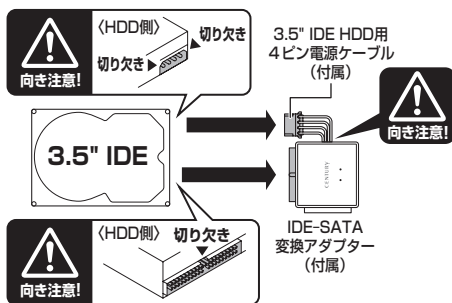 〈HDD側〉
切り欠き
切り欠き
向き注意!
3.5" IDE HDD用
4ピン電源ケーブル
（付属）
向き注意!
3.5" IDE
CENTURY
IDE-SATA
変換アダプター
（付属）
〈HDD側〉
切り欠き
向き注意!